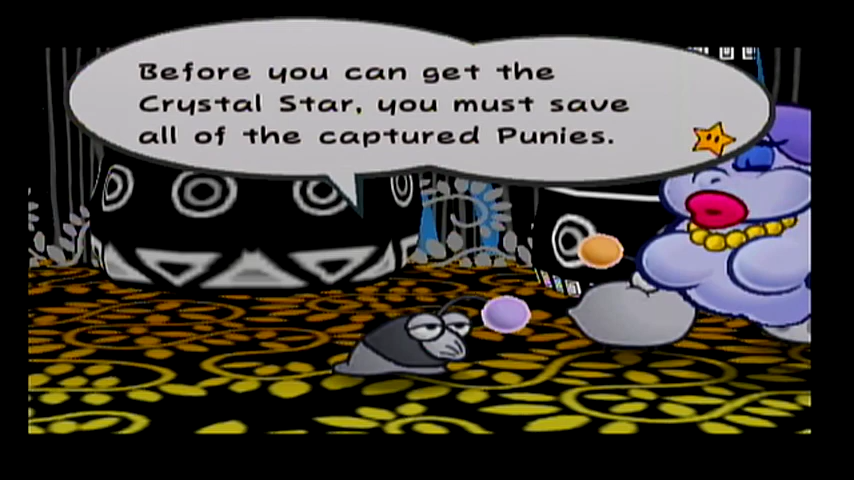 Before you can get the
Crystal Star, you must save
all of the captured Punies.